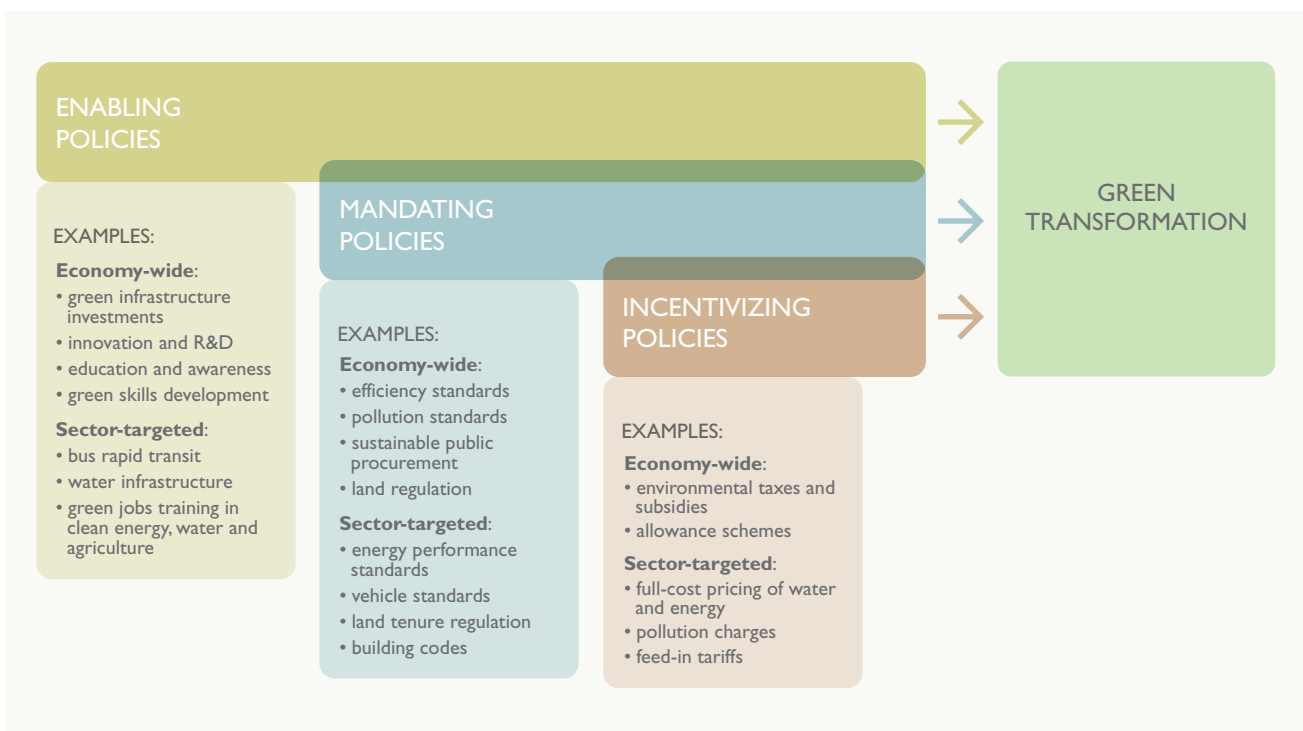 ENABLING
POLICIES
EXAMPLES:
Economy-wide:
• green infrastructure
investments
• innovation and R&D
• education and awareness
• green skills development
Sector-targeted:
• bus rapid transit
• water infrastructure
• green jobs training in
clean energy, water and
agriculture
MANDATING
POLICIES
EXAMPLES:
Economy-wide:
• efficiency standards
• pollution standards
• sustainable public
procurement
• land regulation
Sector-targeted:
• energy performance
standards
• vehicle standards
• land tenure regulation
• building codes
INCENTIVIZING
POLICIES
EXAMPLES:
Economy-wide:
• environmental taxes and
subsidies
• allowance schemes
Sector-targeted:
• full-cost pricing of water
and energy
• pollution charges
• feed-in tariffs
GREEN
TRANSFORMATION